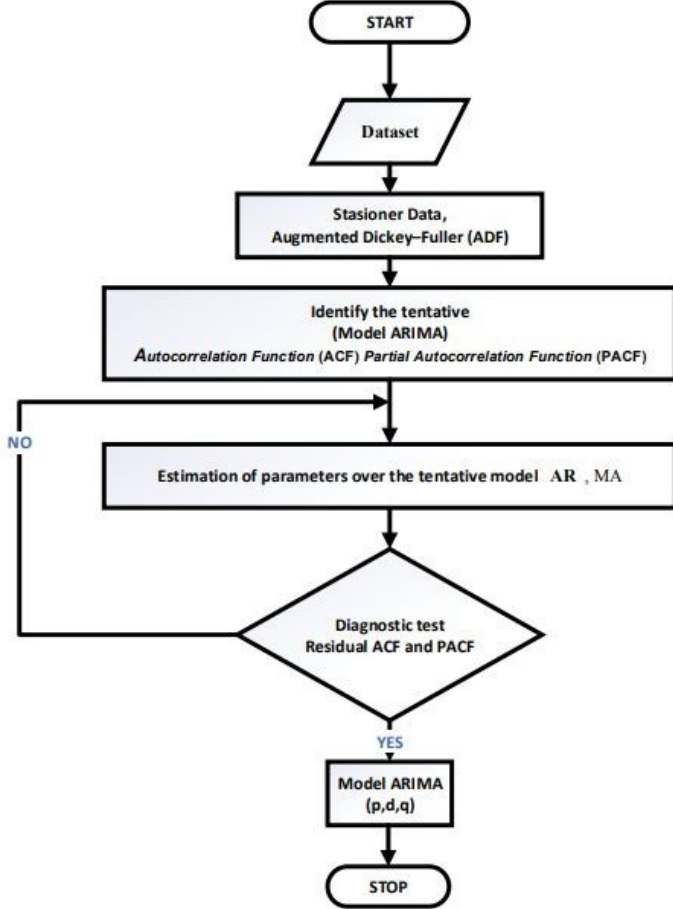 START
Dataset
Stasioner Data,
Augmented Dickey–Fuller (ADF)
Identify the tentative
(Model ARIMA)
Autocorrelation Function (ACF) Partial Autocorrelation Function (PACF)
NO
Estimation of parameters over the tentative model AR , MA
Diagnostic test
Residual ACF and PACF
YES
Model ARIMA
(p,d,q)
STOP